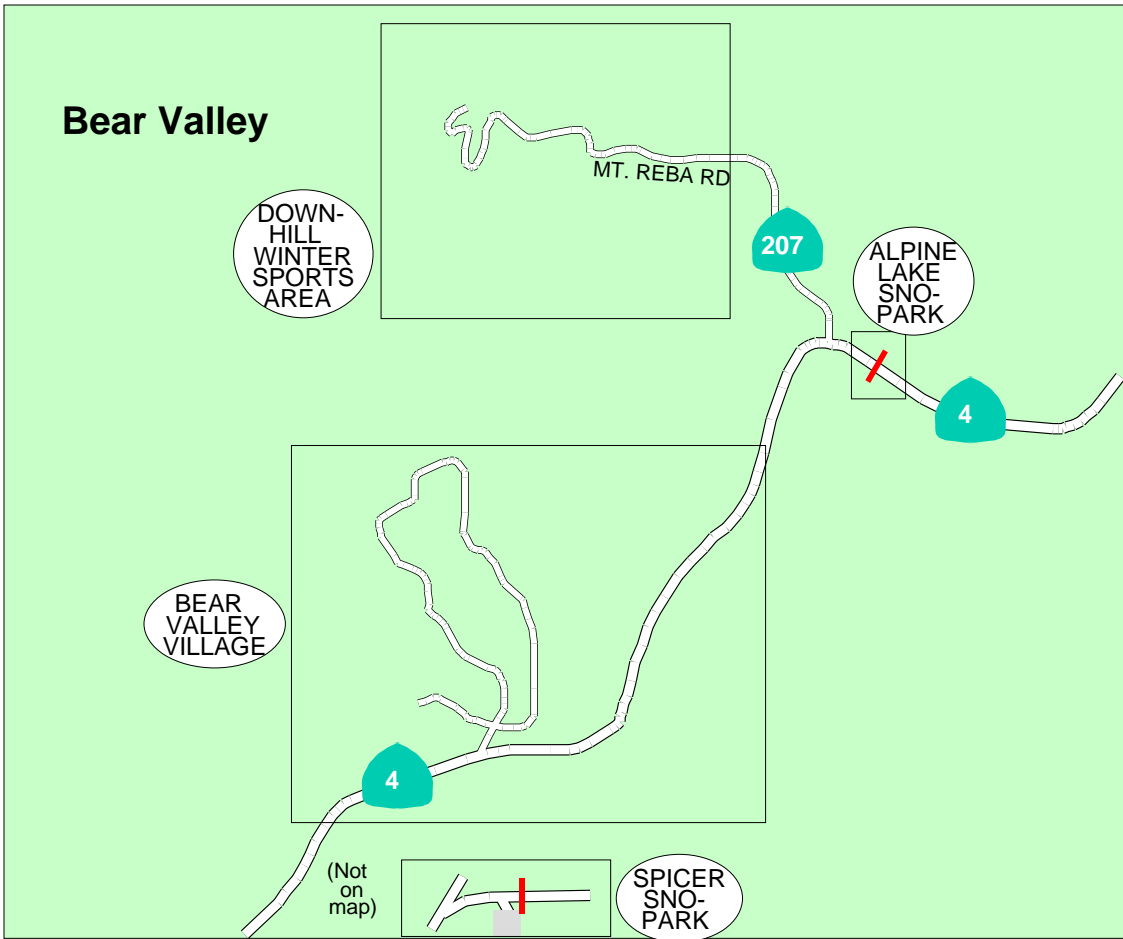 Bear Valley
MT. REBA RD
DOWN-
HILL
WINTER
SPORTS
AREA
207
ALPINE
LAKE
SNO-
PARK
4
BEAR
VALLEY
VILLAGE
4
(Not
on
map)
SPICER
SNO-
PARK